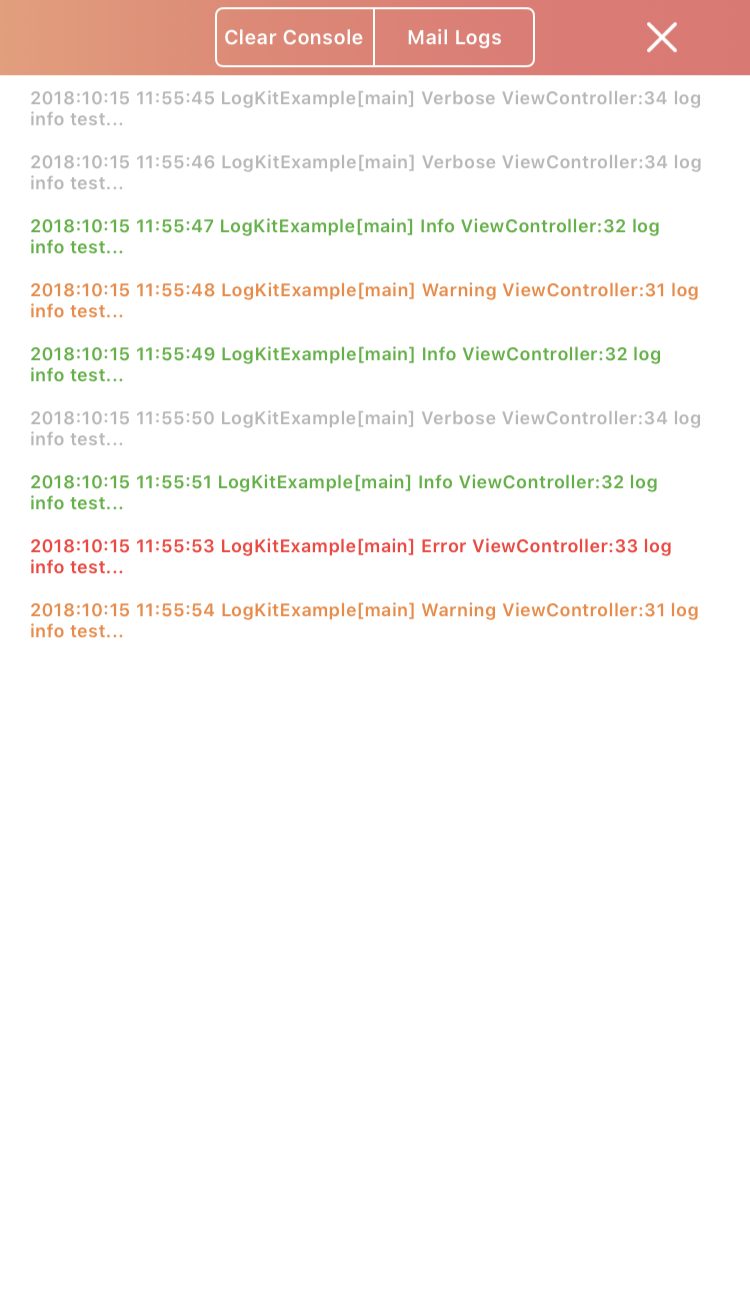 Clear Console Mail Logs
2018:10:15 11:55:45 LogKitExample[main] Verbose ViewController:34 log
info test...
2018:10:15 11:55:46 LogKitExample[main] Verbose ViewController:34 log
info test...
2018:10:15 11:55:47 LogKitExample[main] Info ViewController:32 log
info test...
2018:10:15 11:55:48 LogKitExample[main] Warning ViewController:31 log
info test...
2018:10:15 11:55:49 LogKitExample[main] Info ViewController:32 log
info test...
2018:10:15 11:55:50 LogKitExample[main] Verbose ViewController:34 log
info test...
2018:10:15 11:55:51 LogKitExample[main] Info ViewController:32 log
info test...
2018:10:15 11:55:53 LogKitExample[main] Error ViewController:33 log
info test...
2018:10:15 11:55:54 LogKitExample[main] Warning ViewController:31 log
info test...